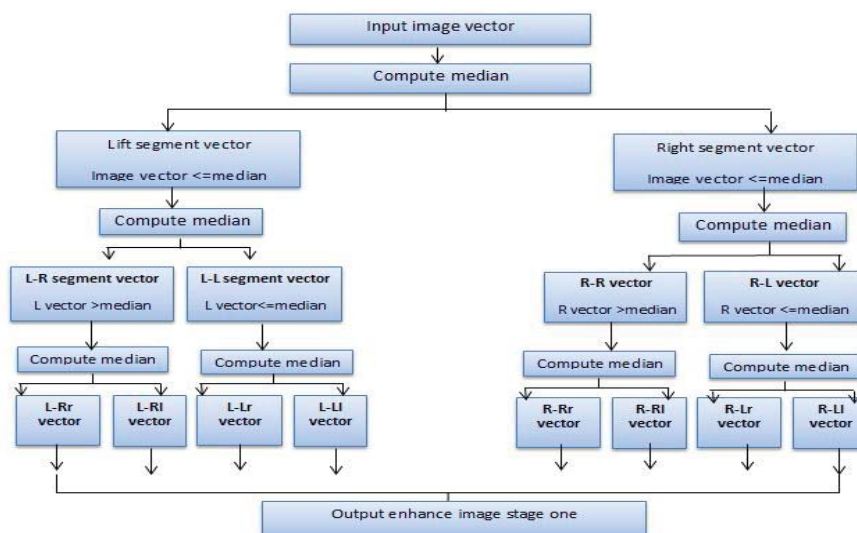 Input image vector
Compute median
Lift segment vector
Image vector <=median
Right segment vector
Image vector <=median
Compute median
Compute median
L-R segment vector
L vector >median
L-L segment vector
L vector<=median
R-R vector
R vector >median
R-L vector
R vector <=median
Compute median
Compute median
Compute median
Compute median
L-Rr
vector
L-Rl
vector
L-Lr
vector
L-Ll
vector
R-Rr
vector
R-Rl
vector
R-Lr
vector
R-Ll
vector
Output enhance image stage one